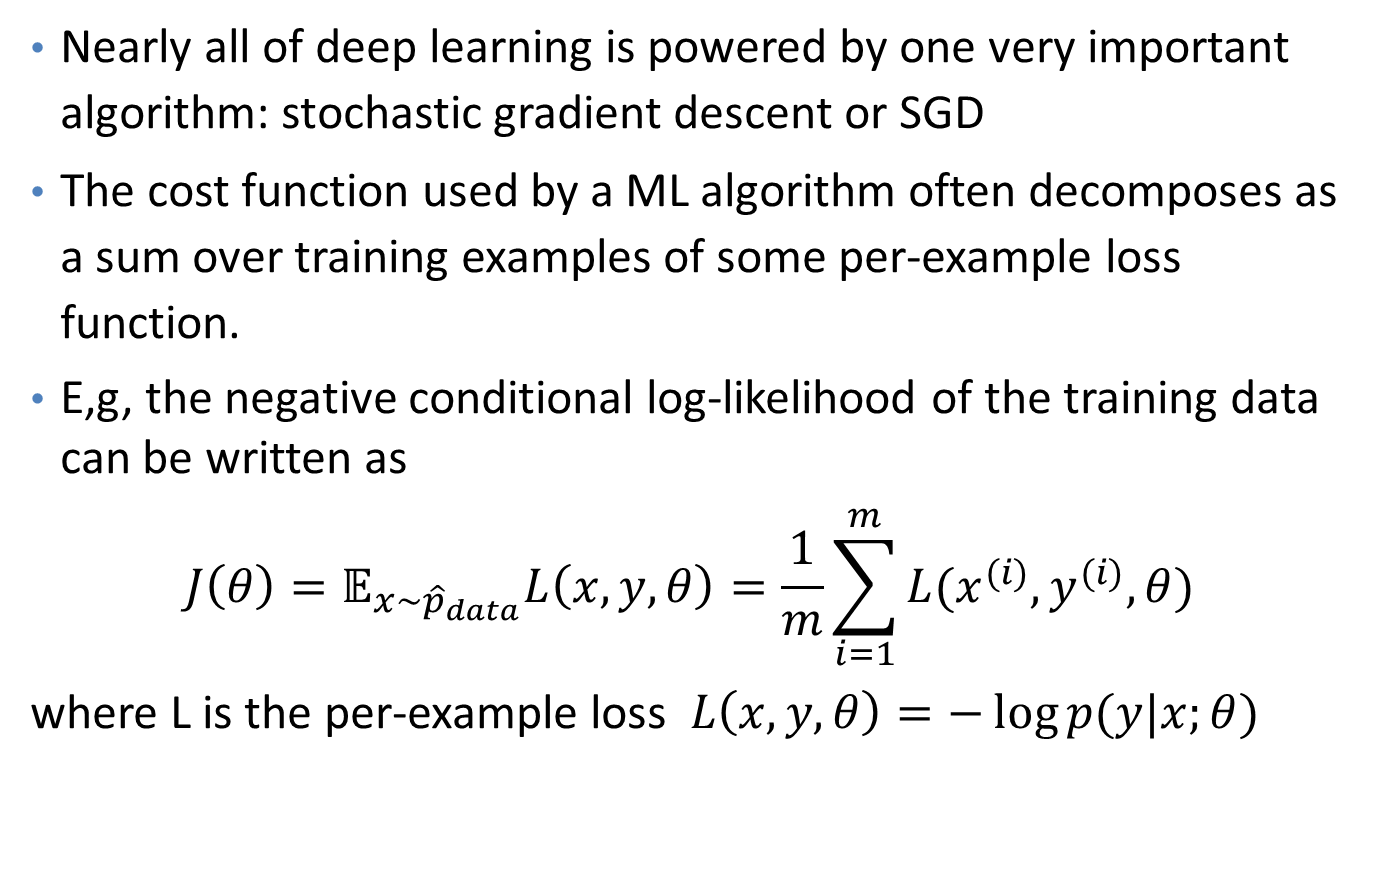 • Nearly all of deep learning is powered by one very important
algorithm: stochastic gradient descent or SGD
• The cost function used by a ML algorithm often decomposes as
a sum over training examples of some per-example loss
function.
• E,g, the negative conditional log-likelihood of the training data
can be written as
J(θ) = 𝔼_{x~p̂_{data}} L(x, y, θ) = \frac{1}{m} \sum_{i=1}^{m} L(x^{(i)}, y^{(i)}, θ)
where L is the per-example loss L(x, y, θ) = − log p(y|x; θ)